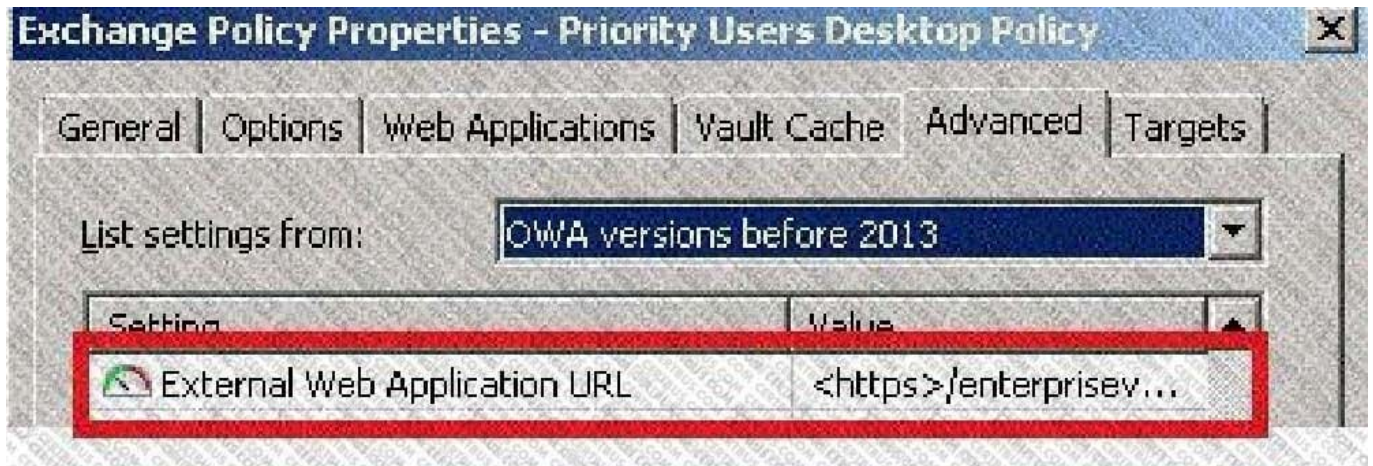 Exchange Policy Properties - Priority Users Desktop Policy
General Options Web Applications Vault Cache Advanced Targets
List settings from: OWA versions before 2013
Setting Value
External Web Application URL <https>/enterprisev...